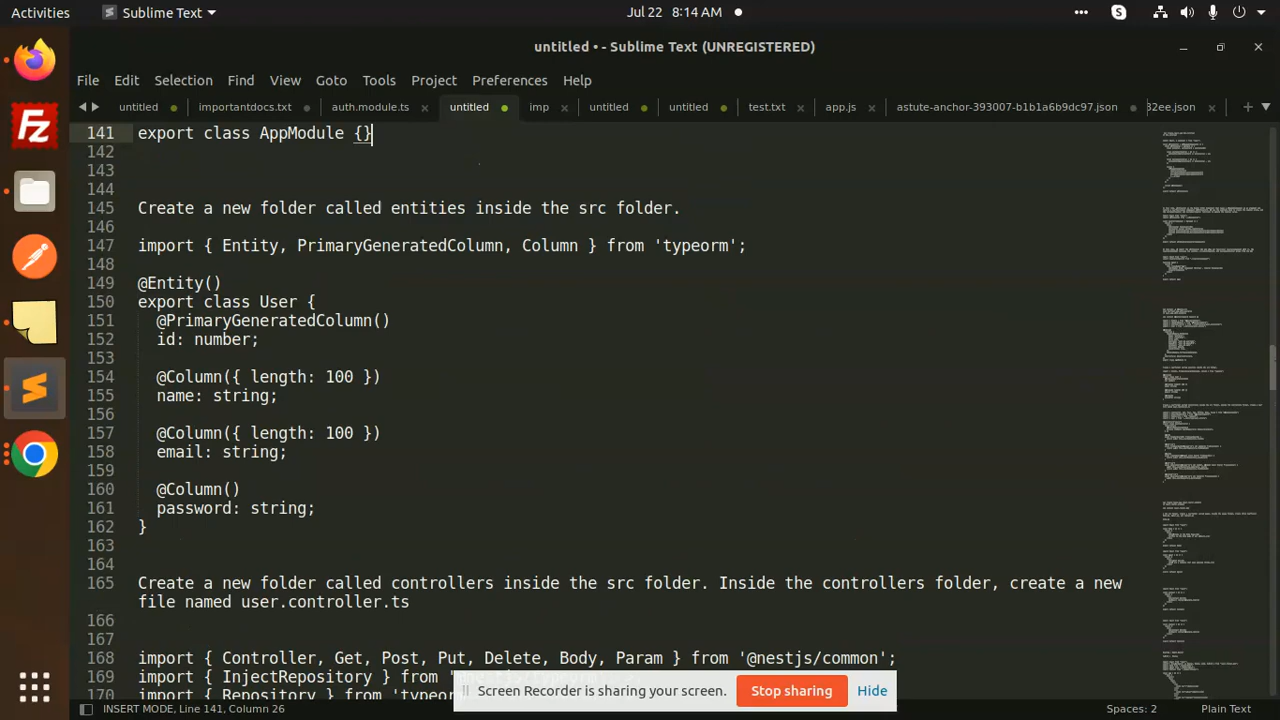 Activities Sublime Text Jul 22 8:14 AM
untitled • - Sublime Text (UNREGISTERED)
File Edit Selection Find View Goto Tools Project Preferences Help
untitled importantdocs.txt auth.module.ts untitled imp untitled untitled test.txt app.js astute-anchor-393007-b1b1a6b9dc97.json 32ee.json
141 export class AppModule {}
142
143
144
145 Create a new folder called entities inside the src folder.
146
147 import { Entity, PrimaryGeneratedColumn, Column } from 'typeorm';
148
149 @Entity()
150 export class User {
151 @PrimaryGeneratedColumn()
152 id: number;
153
154 @Column({ length: 100 })
155 name: string;
156
157 @Column({ length: 100 })
158 email: string;
159
160 @Column()
161 password: string;
162 }
163
164
165 Create a new folder called controllers inside the src folder. Inside the controllers folder, create a new
file named user.controller.ts
166
167
168 import { Controller, Get, Post, Put, Delete, Body, Param } from '@nestjs/common';
169 import { InjectRepository } from
170 import { Repository } from 'typeorm
Screen Recorder is sharing your screen. Stop sharing Hide
INSERT MODE, Line 141, Column 26 Spaces: 2 Plain Text